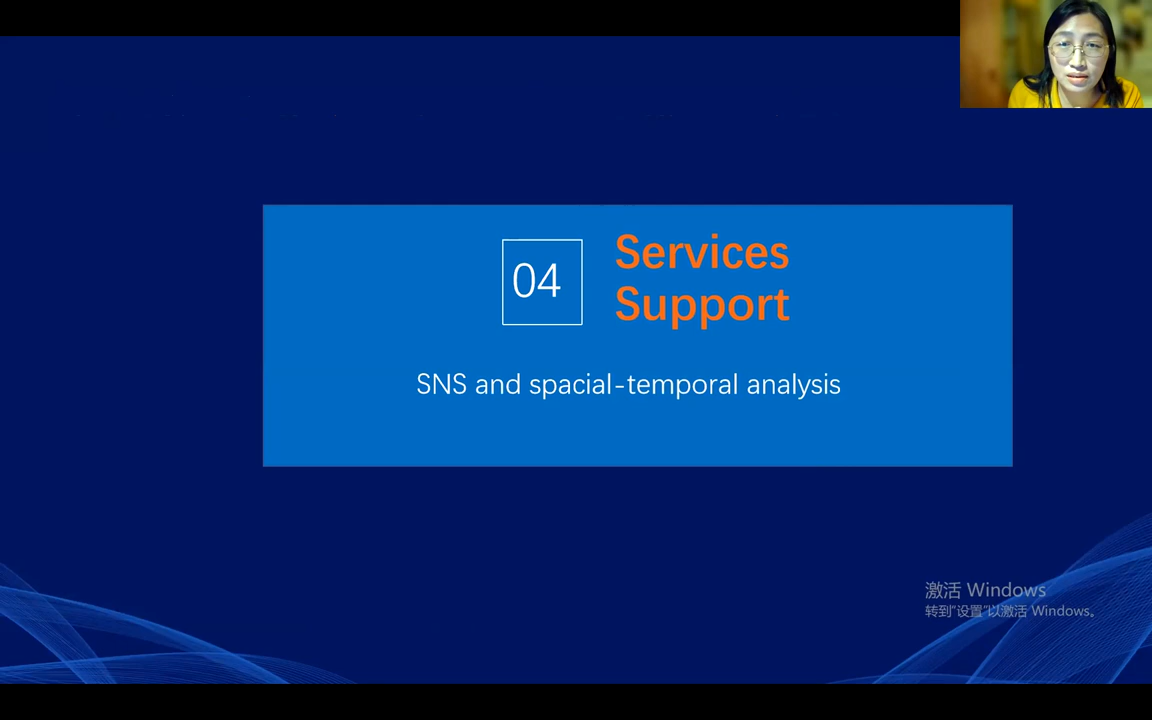 04
Services
Support
SNS and spacial-temporal analysis
激活 Windows
转到"设置"以激活 Windows。